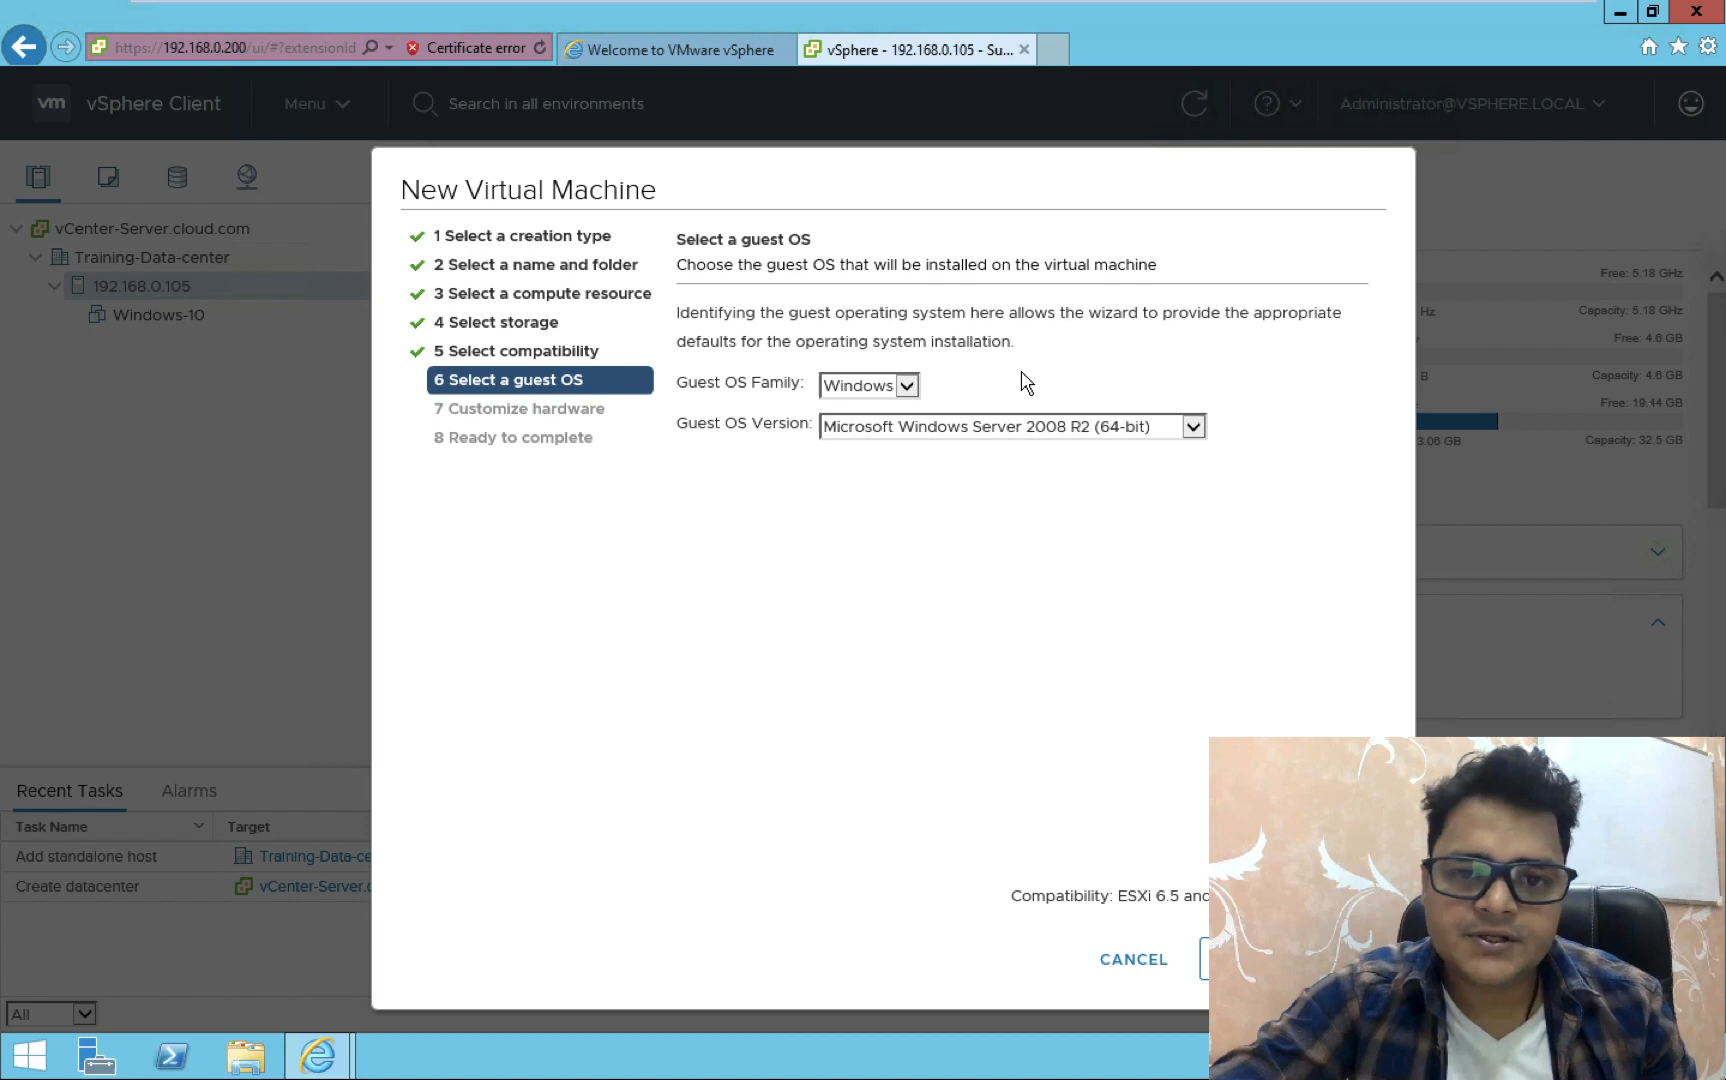 https://192.168.0.200/ui/#?extensionId
Certificate error
Welcome to VMware vSphere
vSphere - 192.168.0.105 - Su...
vm vSphere Client
Menu
Search in all environments
Administrator@VSPHERE.LOCAL
New Virtual Machine
vCenter-Server.cloud.com
Training-Data-center
192.168.0.105
Windows-10
1 Select a creation type
2 Select a name and folder
3 Select a compute resource
4 Select storage
5 Select compatibility
6 Select a guest OS
7 Customize hardware
8 Ready to complete
Select a guest OS
Choose the guest OS that will be installed on the virtual machine
Identifying the guest operating system here allows the wizard to provide the appropriate
defaults for the operating system installation.
Guest OS Family: Windows
Guest OS Version: Microsoft Windows Server 2008 R2 (64-bit)
Free: 5.18 GHz
Hz Capacity: 5.18 GHz
Free: 4.6 GB
B Capacity: 4.6 GB
Free: 19.44 GB
3.06 GB Capacity: 32.5 GB
Compatibility: ESXi 6.5 and
CANCEL
Recent Tasks
Alarms
Task Name Target
Add standalone host Training-Data-ce
Create datacenter vCenter-Server.c
All